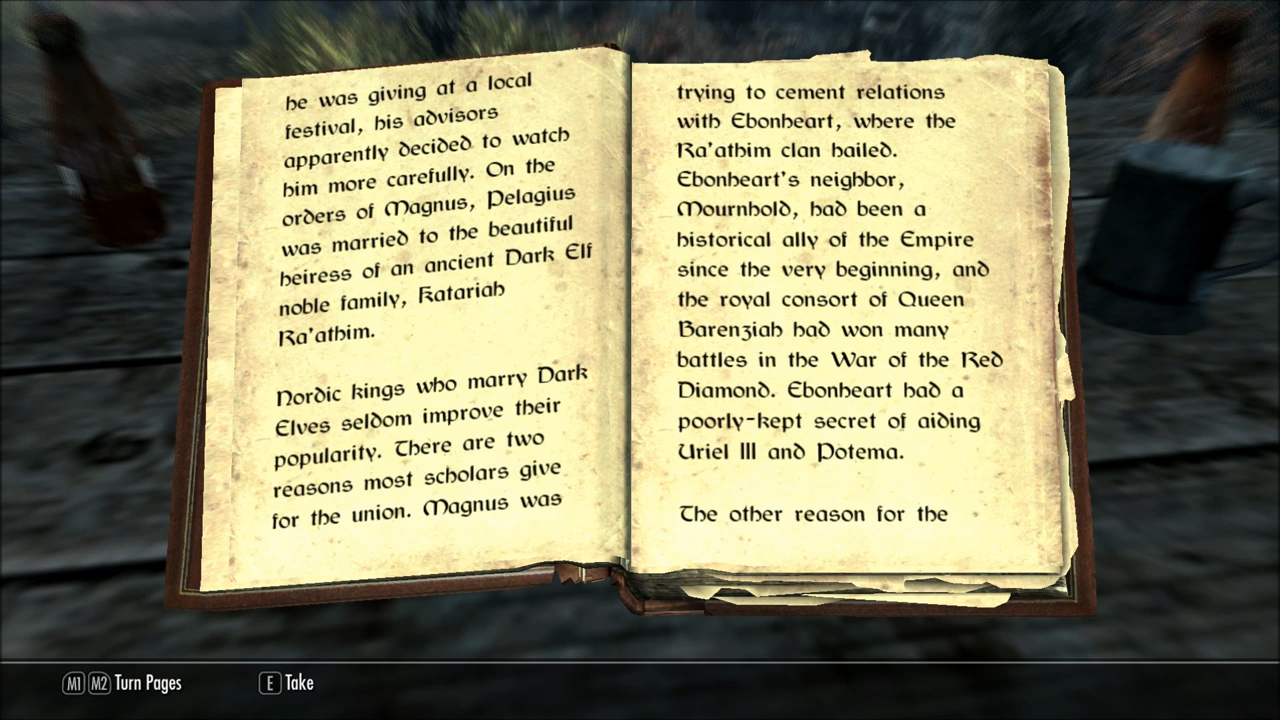 he was giving at a local
festival, his advisors
apparently decided to watch
him more carefully. On the
orders of Magnus, Pelagius
was married to the beautiful
heiress of an ancient Dark Elf
noble family, Katariah
Ra'athim.
Nordic kings who marry Dark
Elves seldom improve their
popularity. There are two
reasons most scholars give
for the union. Magnus was
trying to cement relations
with Ebonheart, where the
Ra'athim clan hailed.
Ebonheart's neighbor,
Mournhold, had been a
historical ally of the Empire
since the very beginning, and
the royal consort of Queen
Barenziah had won many
battles in the War of the Red
Diamond. Ebonheart had a
poorly-kept secret of aiding
Uriel III and Potema.
The other reason for the
M1 M2 Turn Pages E Take